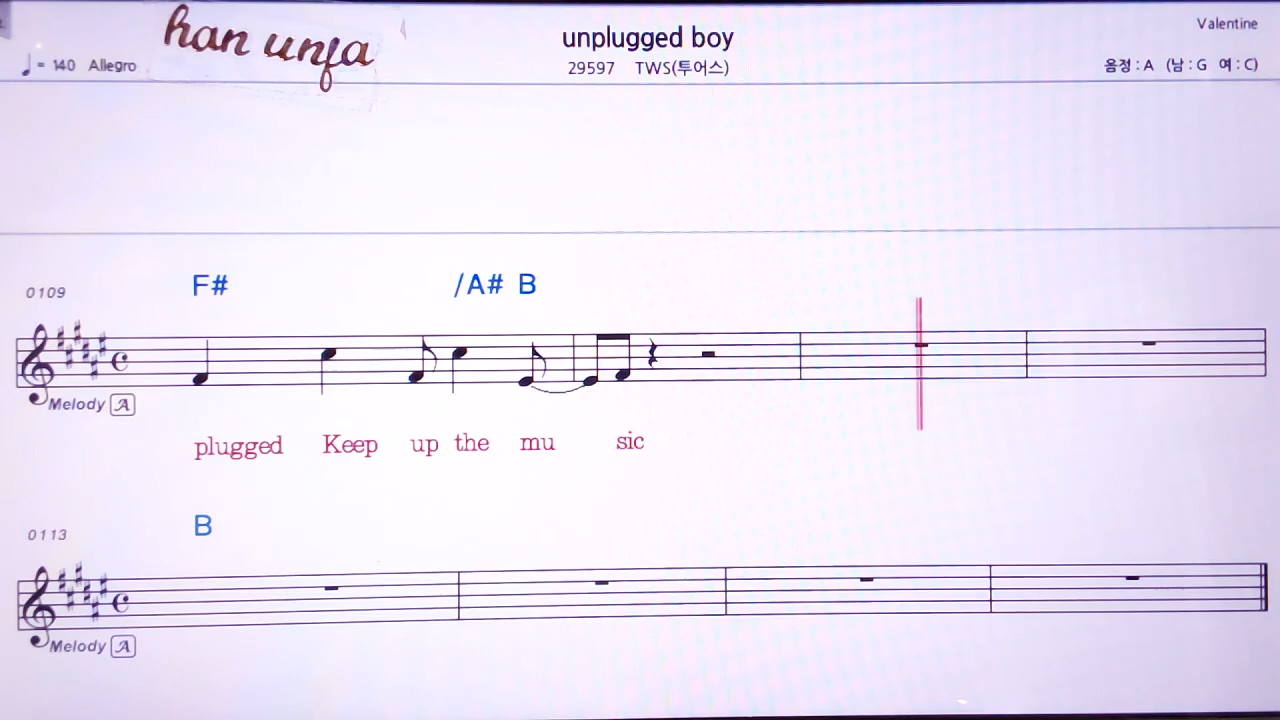 han unfa
unplugged boy
Valentine
♩= 140 Allegro
29597 TWS(투어스)
음정 : A (남 : G 여 : C)
F# /A# B
0109
Melody A
plugged Keep up the mu sic
B
0113
Melody A